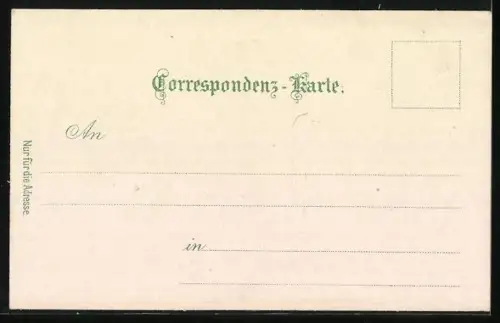 Correspondenz-Karte.
An
in
Nur für die Adresse.